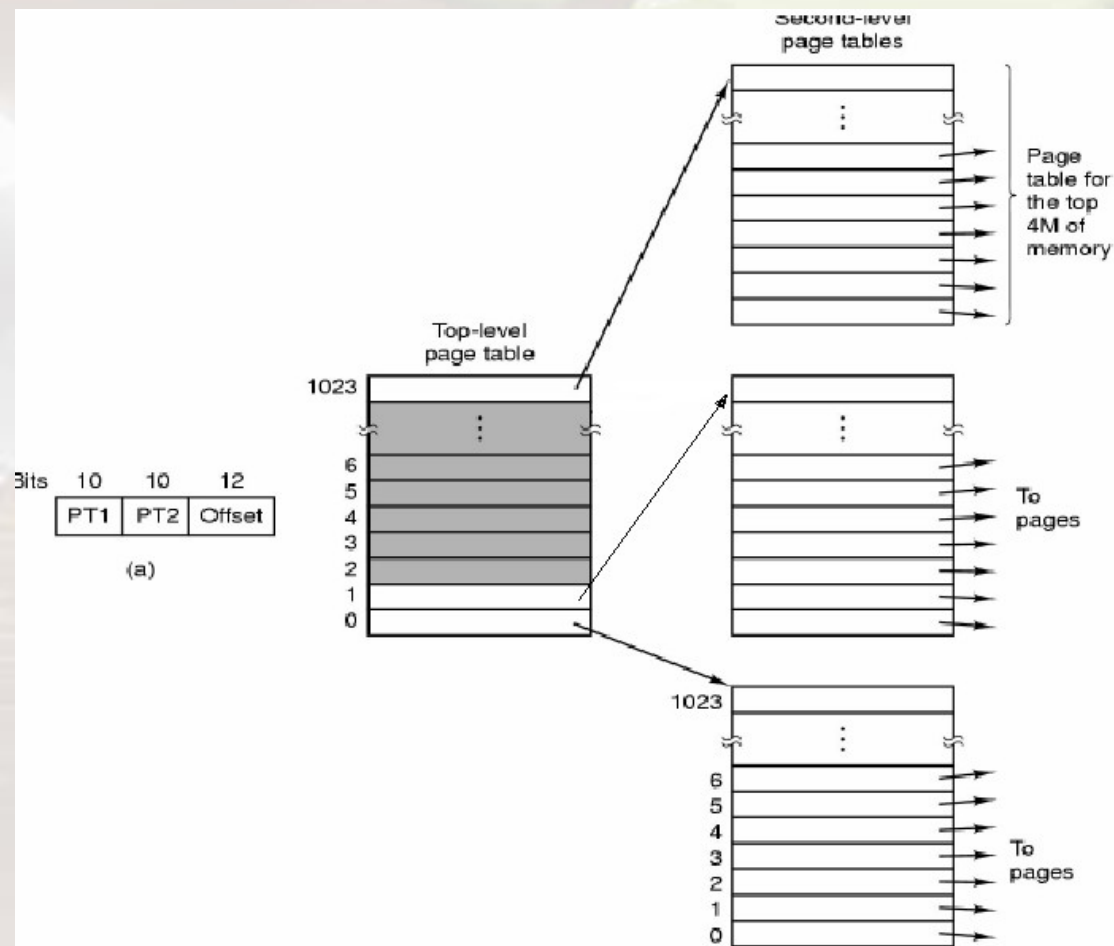 Second-level
page tables
Page
table for
the top
4M of
memory
Top-level
page table
1023
6
5
4
3
2
1
0
Bits 10 10 12
PT1 PT2 Offset
(a)
To
pages
1023
6
5
4
3
2
1
0
To
pages